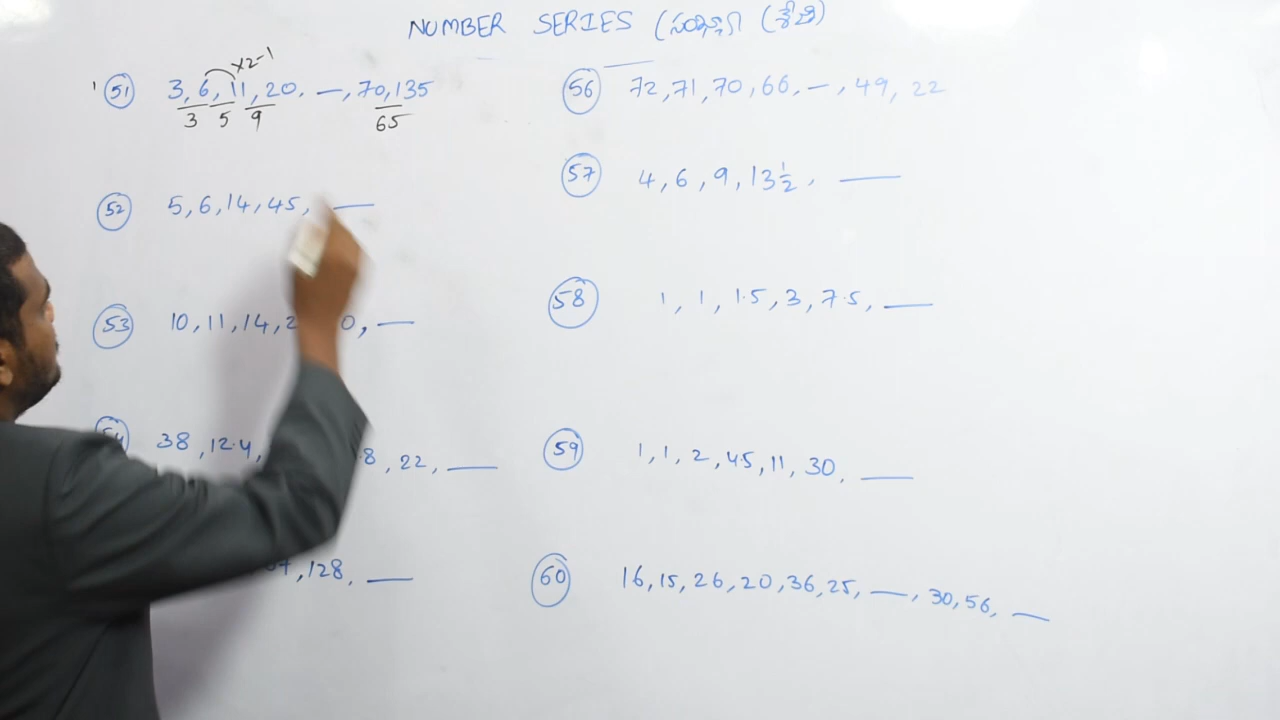 NUMBER SERIES (సంఖ్యా శ్రేణి)
51 3, 6, 11, 20, —, 70, 135
×2-1
3 5 9 65
52 5, 6, 14, 45, —
53 10, 11, 14, 2 0, —
54 38, 12.4, .8, 22, —
7, 128, —
56 72, 71, 70, 66, —, 49, 22
57 4, 6, 9, 13½, —
58 1, 1, 1.5, 3, 7.5, —
59 1, 1, 2, 45, 11, 30, —
60 16, 15, 26, 20, 36, 25, —, 30, 56, —